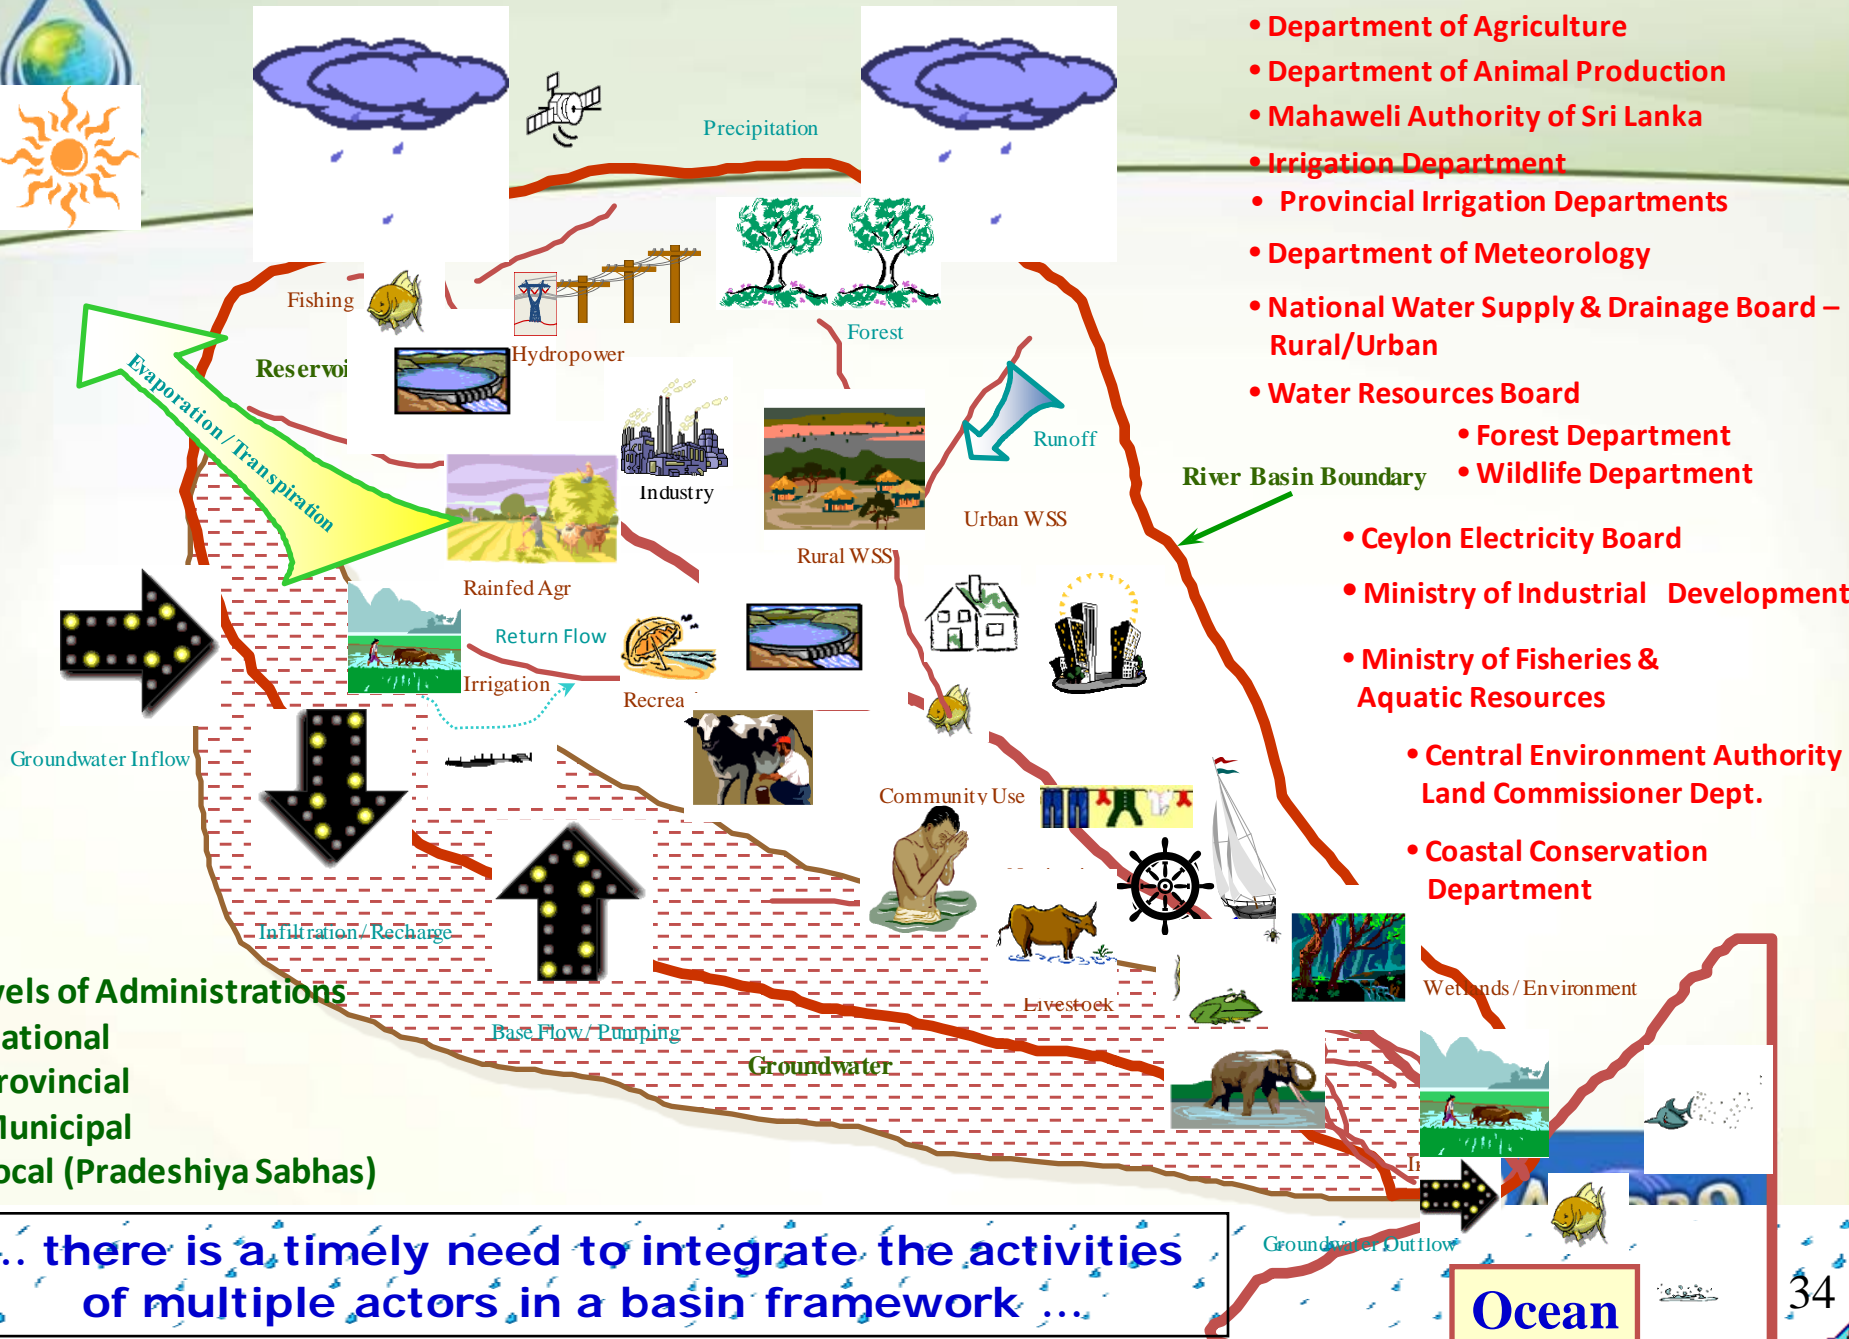 • Department of Agriculture
• Department of Animal Production
• Mahaweli Authority of Sri Lanka
• Irrigation Department
• Provincial Irrigation Departments
• Department of Meteorology
• National Water Supply & Drainage Board –
Rural/Urban
• Water Resources Board
• Forest Department
• Wildlife Department
• Ceylon Electricity Board
• Ministry of Industrial Development
• Ministry of Fisheries &
Aquatic Resources
• Central Environment Authority
Land Commissioner Dept.
• Coastal Conservation
Department
Precipitation
Fishing
Hydropower
Forest
Reservoi
Evaporation / Transpiration
Industry
Runoff
River Basin Boundary
Urban WSS
Rural WSS
Rainfed Agr
Return Flow
Irrigation
Recrea
Groundwater Inflow
Community Use
Infiltration / Recharge
Livestock
Wetlands / Environment
Base Flow / Pumping
Groundwater
vels of Administrations
ational
rovincial
Municipal
ocal (Pradeshiya Sabhas)
Groundwater Outflow
.. there is a timely need to integrate the activities
of multiple actors in a basin framework ...
Ocean
34